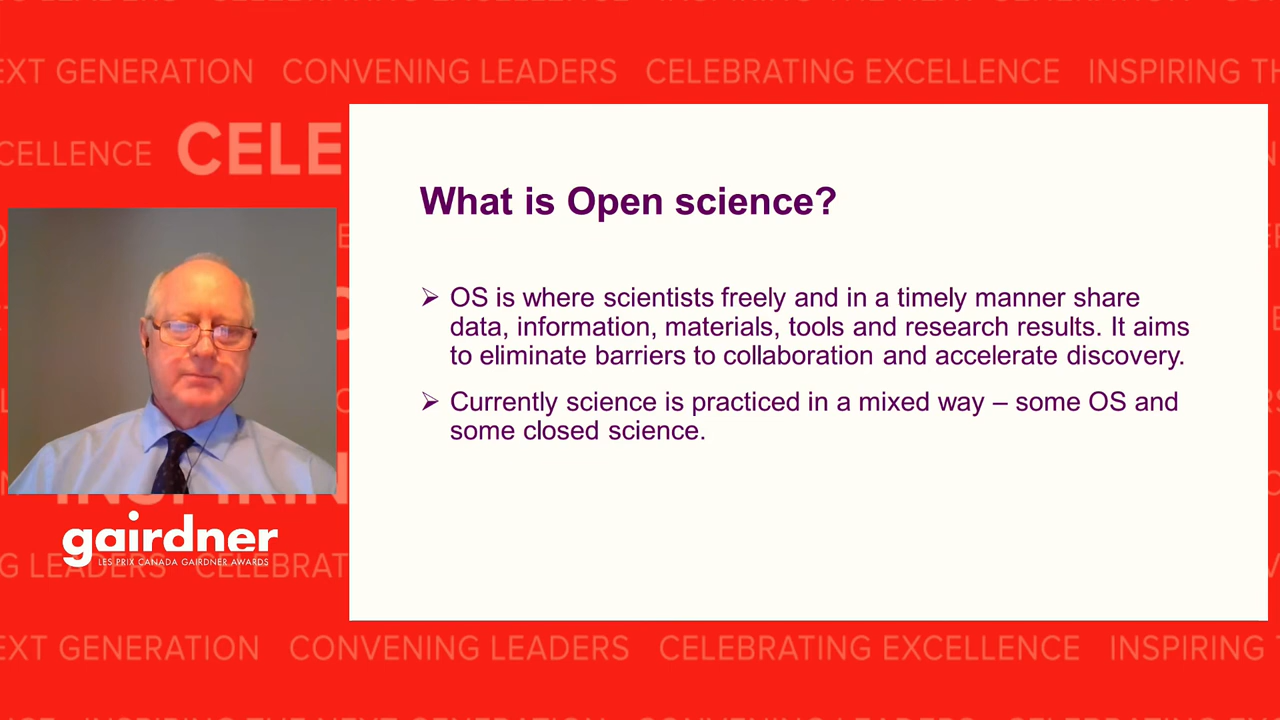 EXT GENERATION CONVENING LEADERS CELEBRATING EXCELLENCE INSPIRING TH
CELLENCE CELE
What is Open science?
➢ OS is where scientists freely and in a timely manner share
data, information, materials, tools and research results. It aims
to eliminate barriers to collaboration and accelerate discovery.
➢ Currently science is practiced in a mixed way – some OS and
some closed science.
gairdner
LES PRIX CANADA GAIRDNER AWARDS
G LEADERS CELEBRAT
EXT GENERATION CONVENING LEADERS CELEBRATING EXCELLENCE INSPIRING